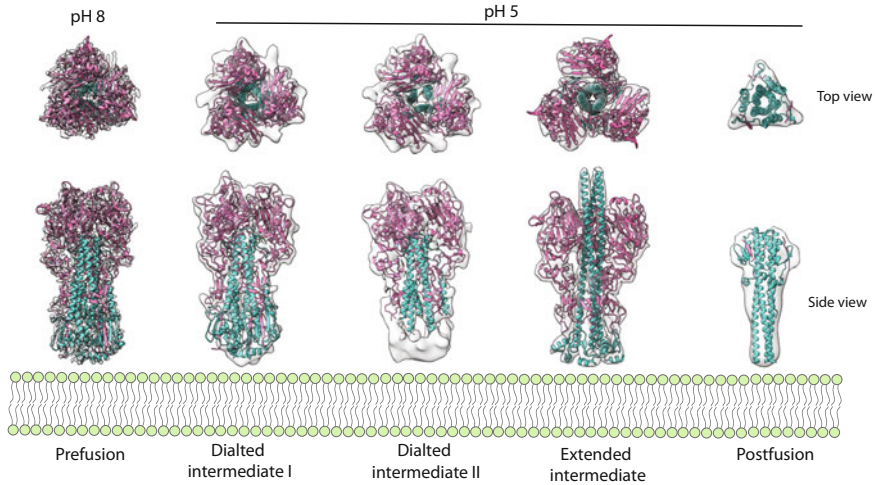 pH 8
pH 5
Top view
Side view
Prefusion
Dialted
intermediate I
Dialted
intermediate II
Extended
intermediate
Postfusion